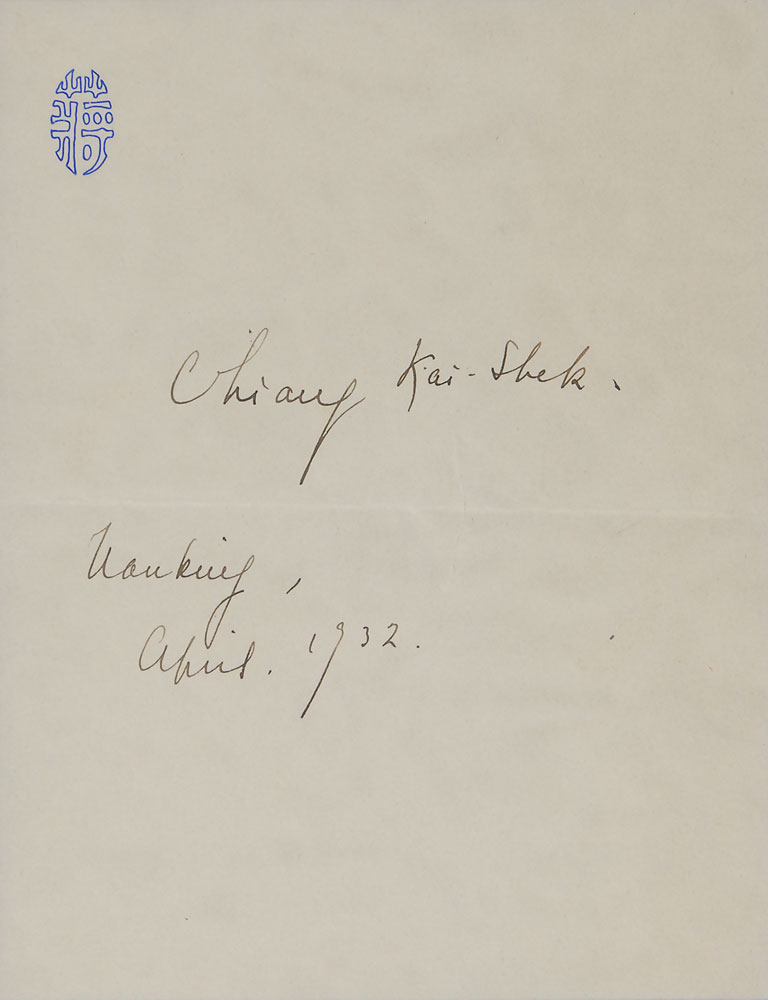 蔣
Chiang Kai-Shek.
Nanking,
April. 1932.